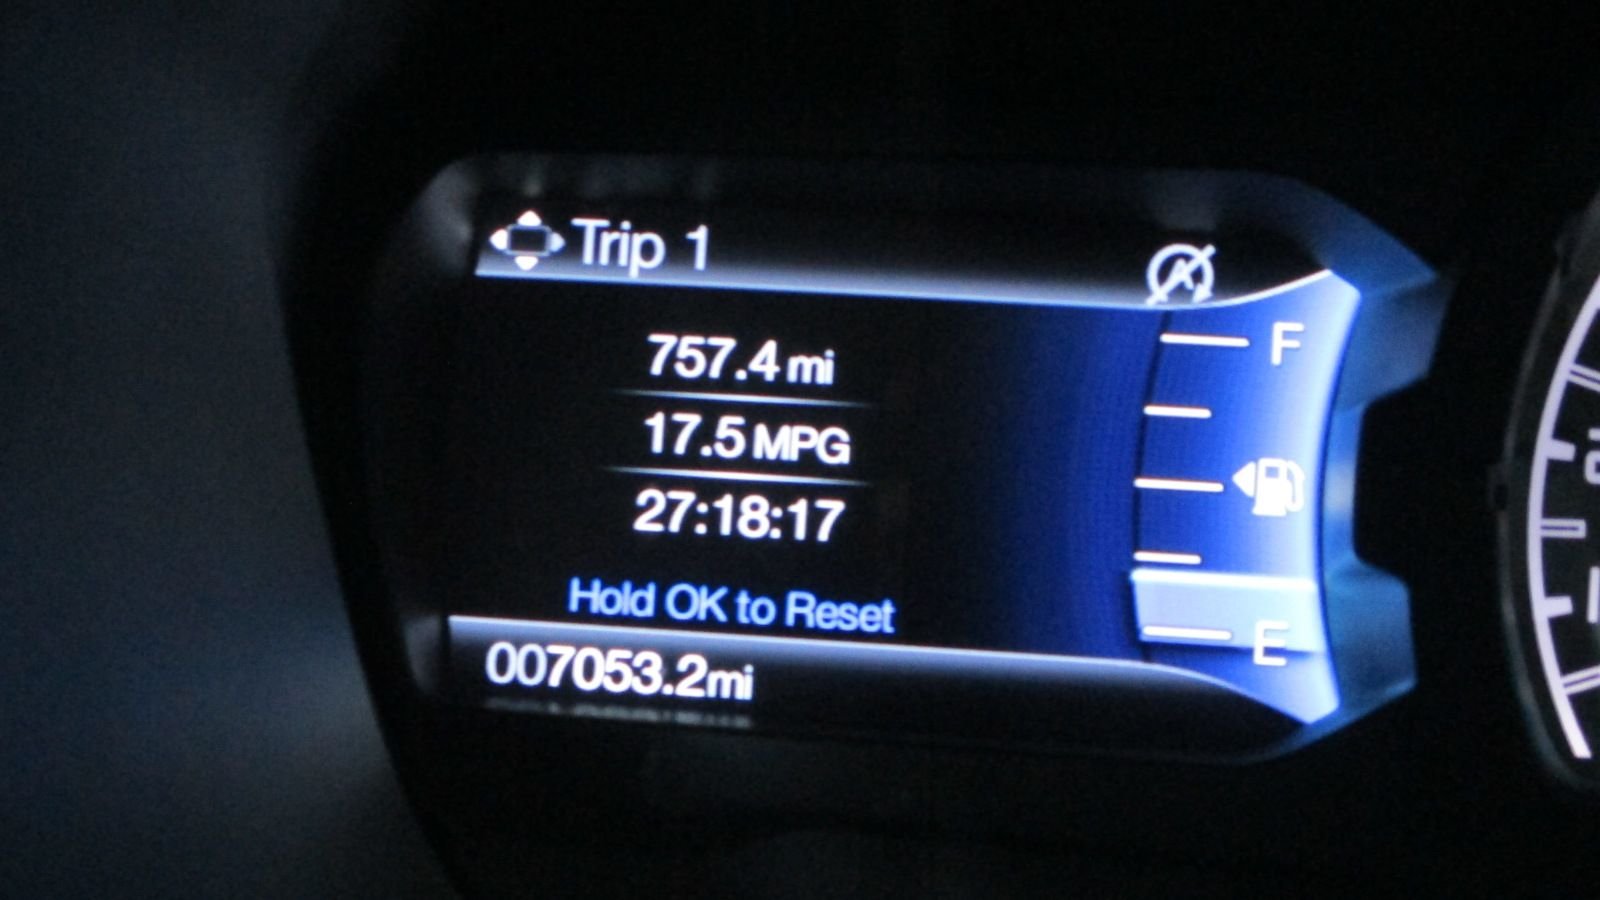 Trip 1
A
757.4 mi
F
17.5 MPG
27:18:17
Hold OK to Reset
E
007053.2mi